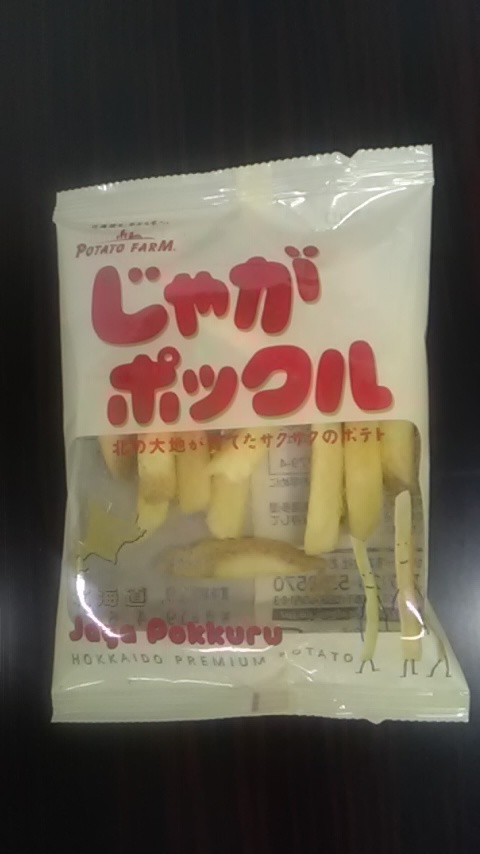 POTATO FARM
じゃが
ポックル
北の大地が育てたサクサクのポテト
Jaga Pokkuru
HOKKAIDO PREMIUM POTATO